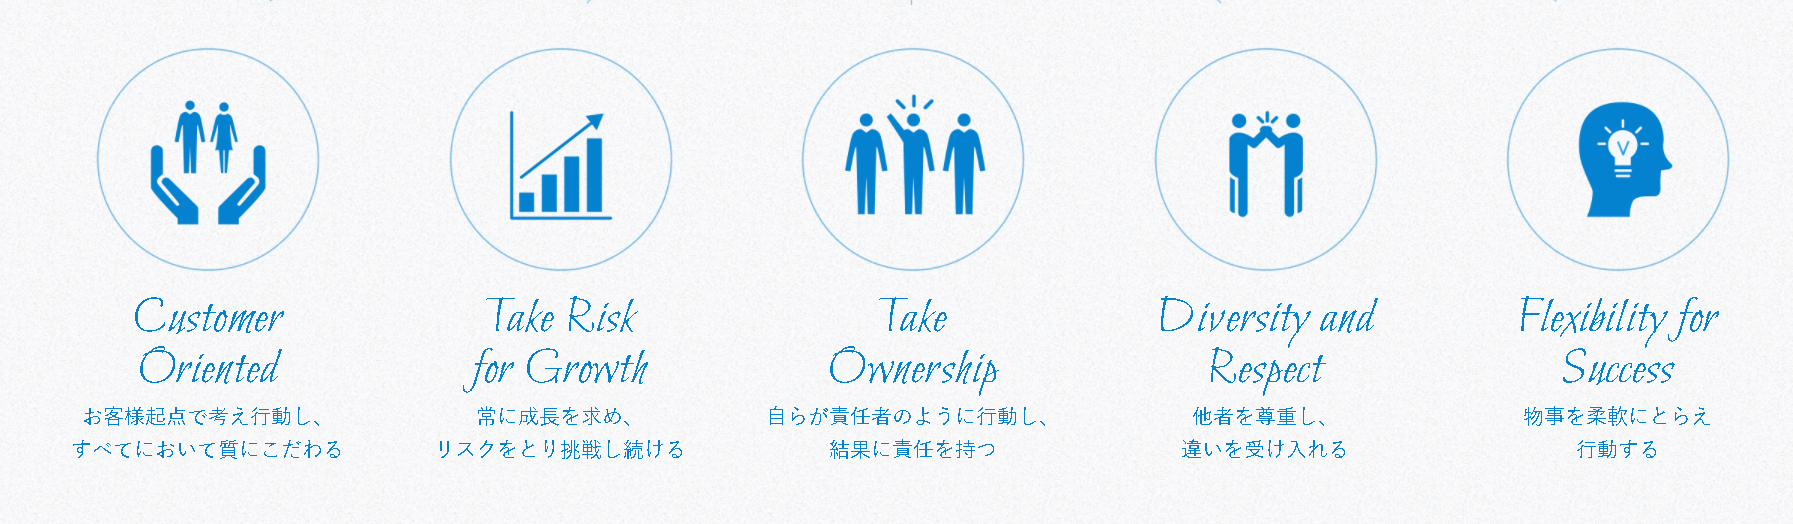 Customer
Oriented
お客様起点で考え行動し、
すべてにおいて質にこだわる
Take Risk
for Growth
常に成長を求め、
リスクをとり挑戦し続ける
Take
Ownership
自らが責任者のように行動し、
結果に責任を持つ
Diversity and
Respect
他者を尊重し、
違いを受け入れる
Flexibility for
Success
物事を柔軟にとらえ
行動する